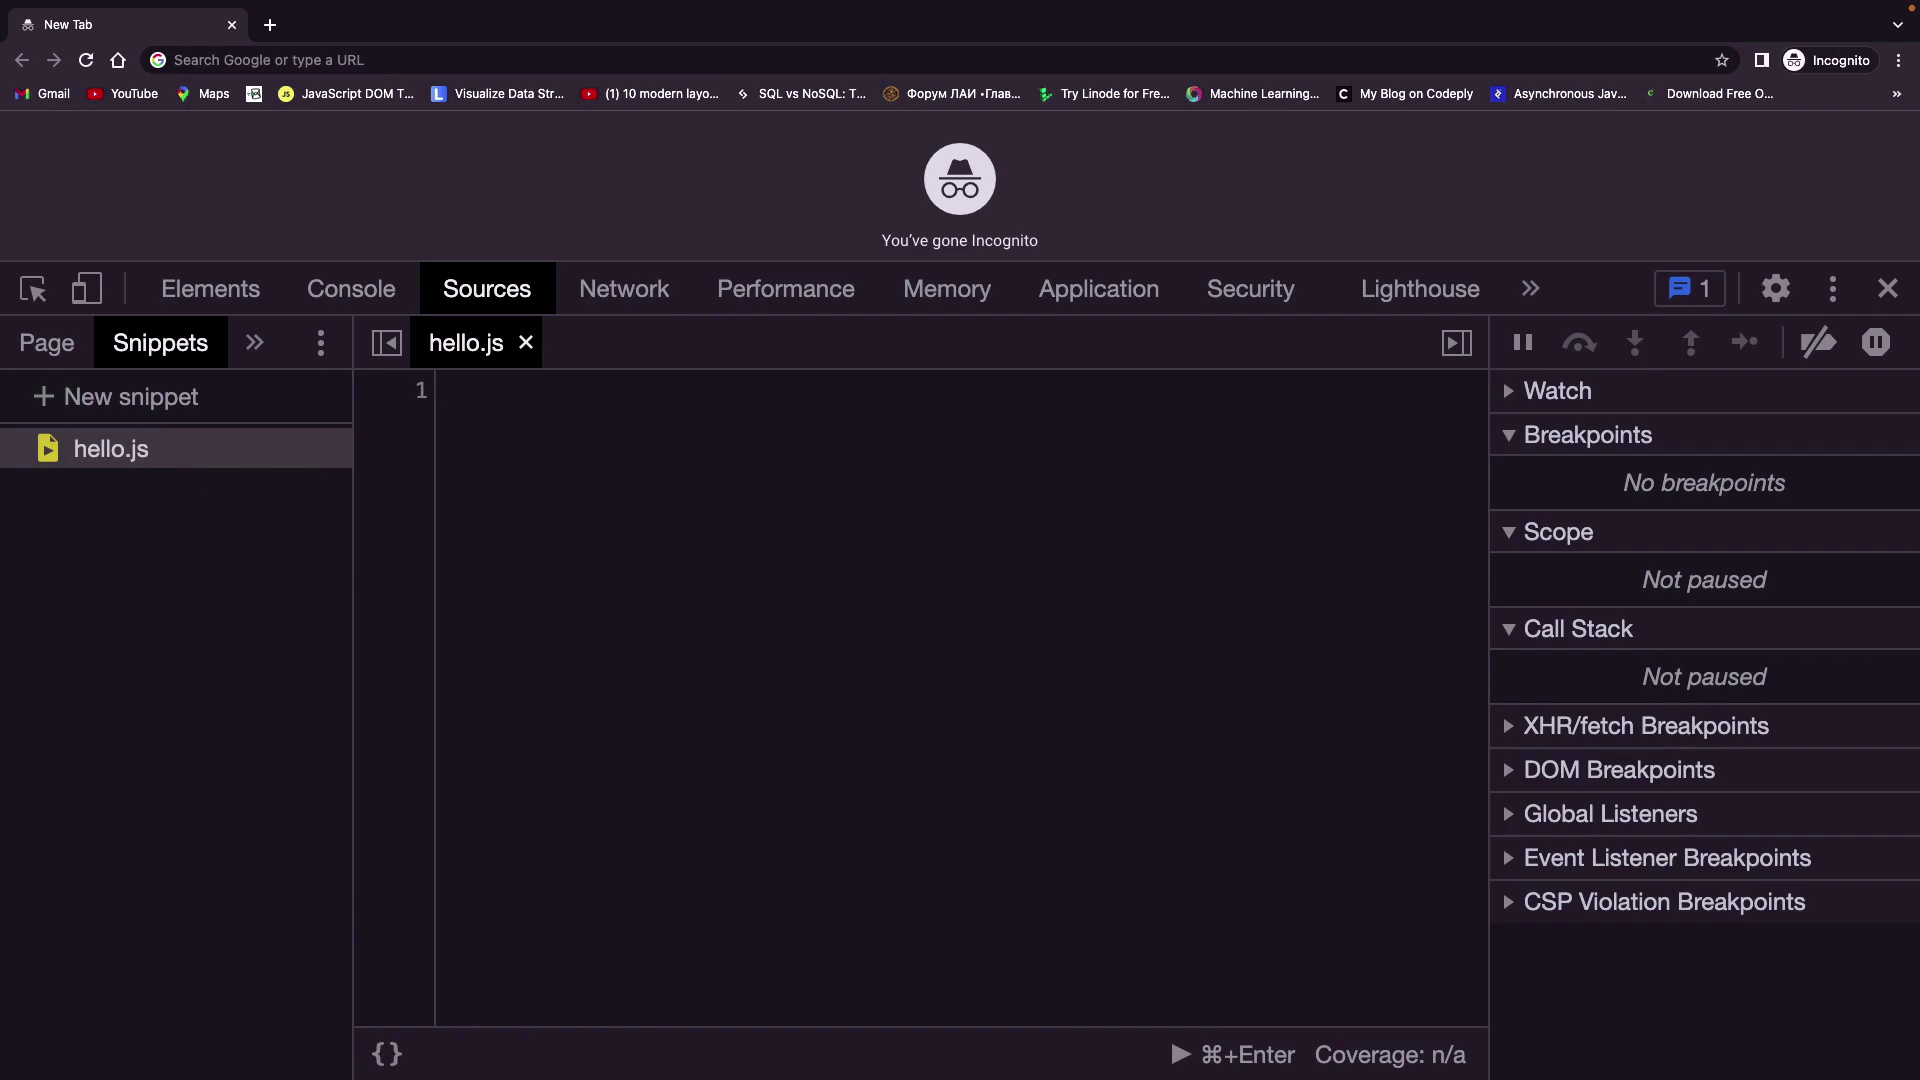 New Tab
Search Google or type a URL
Incognito
Gmail YouTube Maps JavaScript DOM T... Visualize Data Str... (1) 10 modern layo... SQL vs NoSQL: T... Форум ЛАИ •Глав... Try Linode for Fre... Machine Learning... My Blog on Codeply Asynchronous Jav... Download Free O...
You've gone Incognito
Elements Console Sources Network Performance Memory Application Security Lighthouse 1
Page Snippets hello.js
+ New snippet
hello.js
1
Watch
Breakpoints
No breakpoints
Scope
Not paused
Call Stack
Not paused
XHR/fetch Breakpoints
DOM Breakpoints
Global Listeners
Event Listener Breakpoints
CSP Violation Breakpoints
{} ⌘+Enter Coverage: n/a